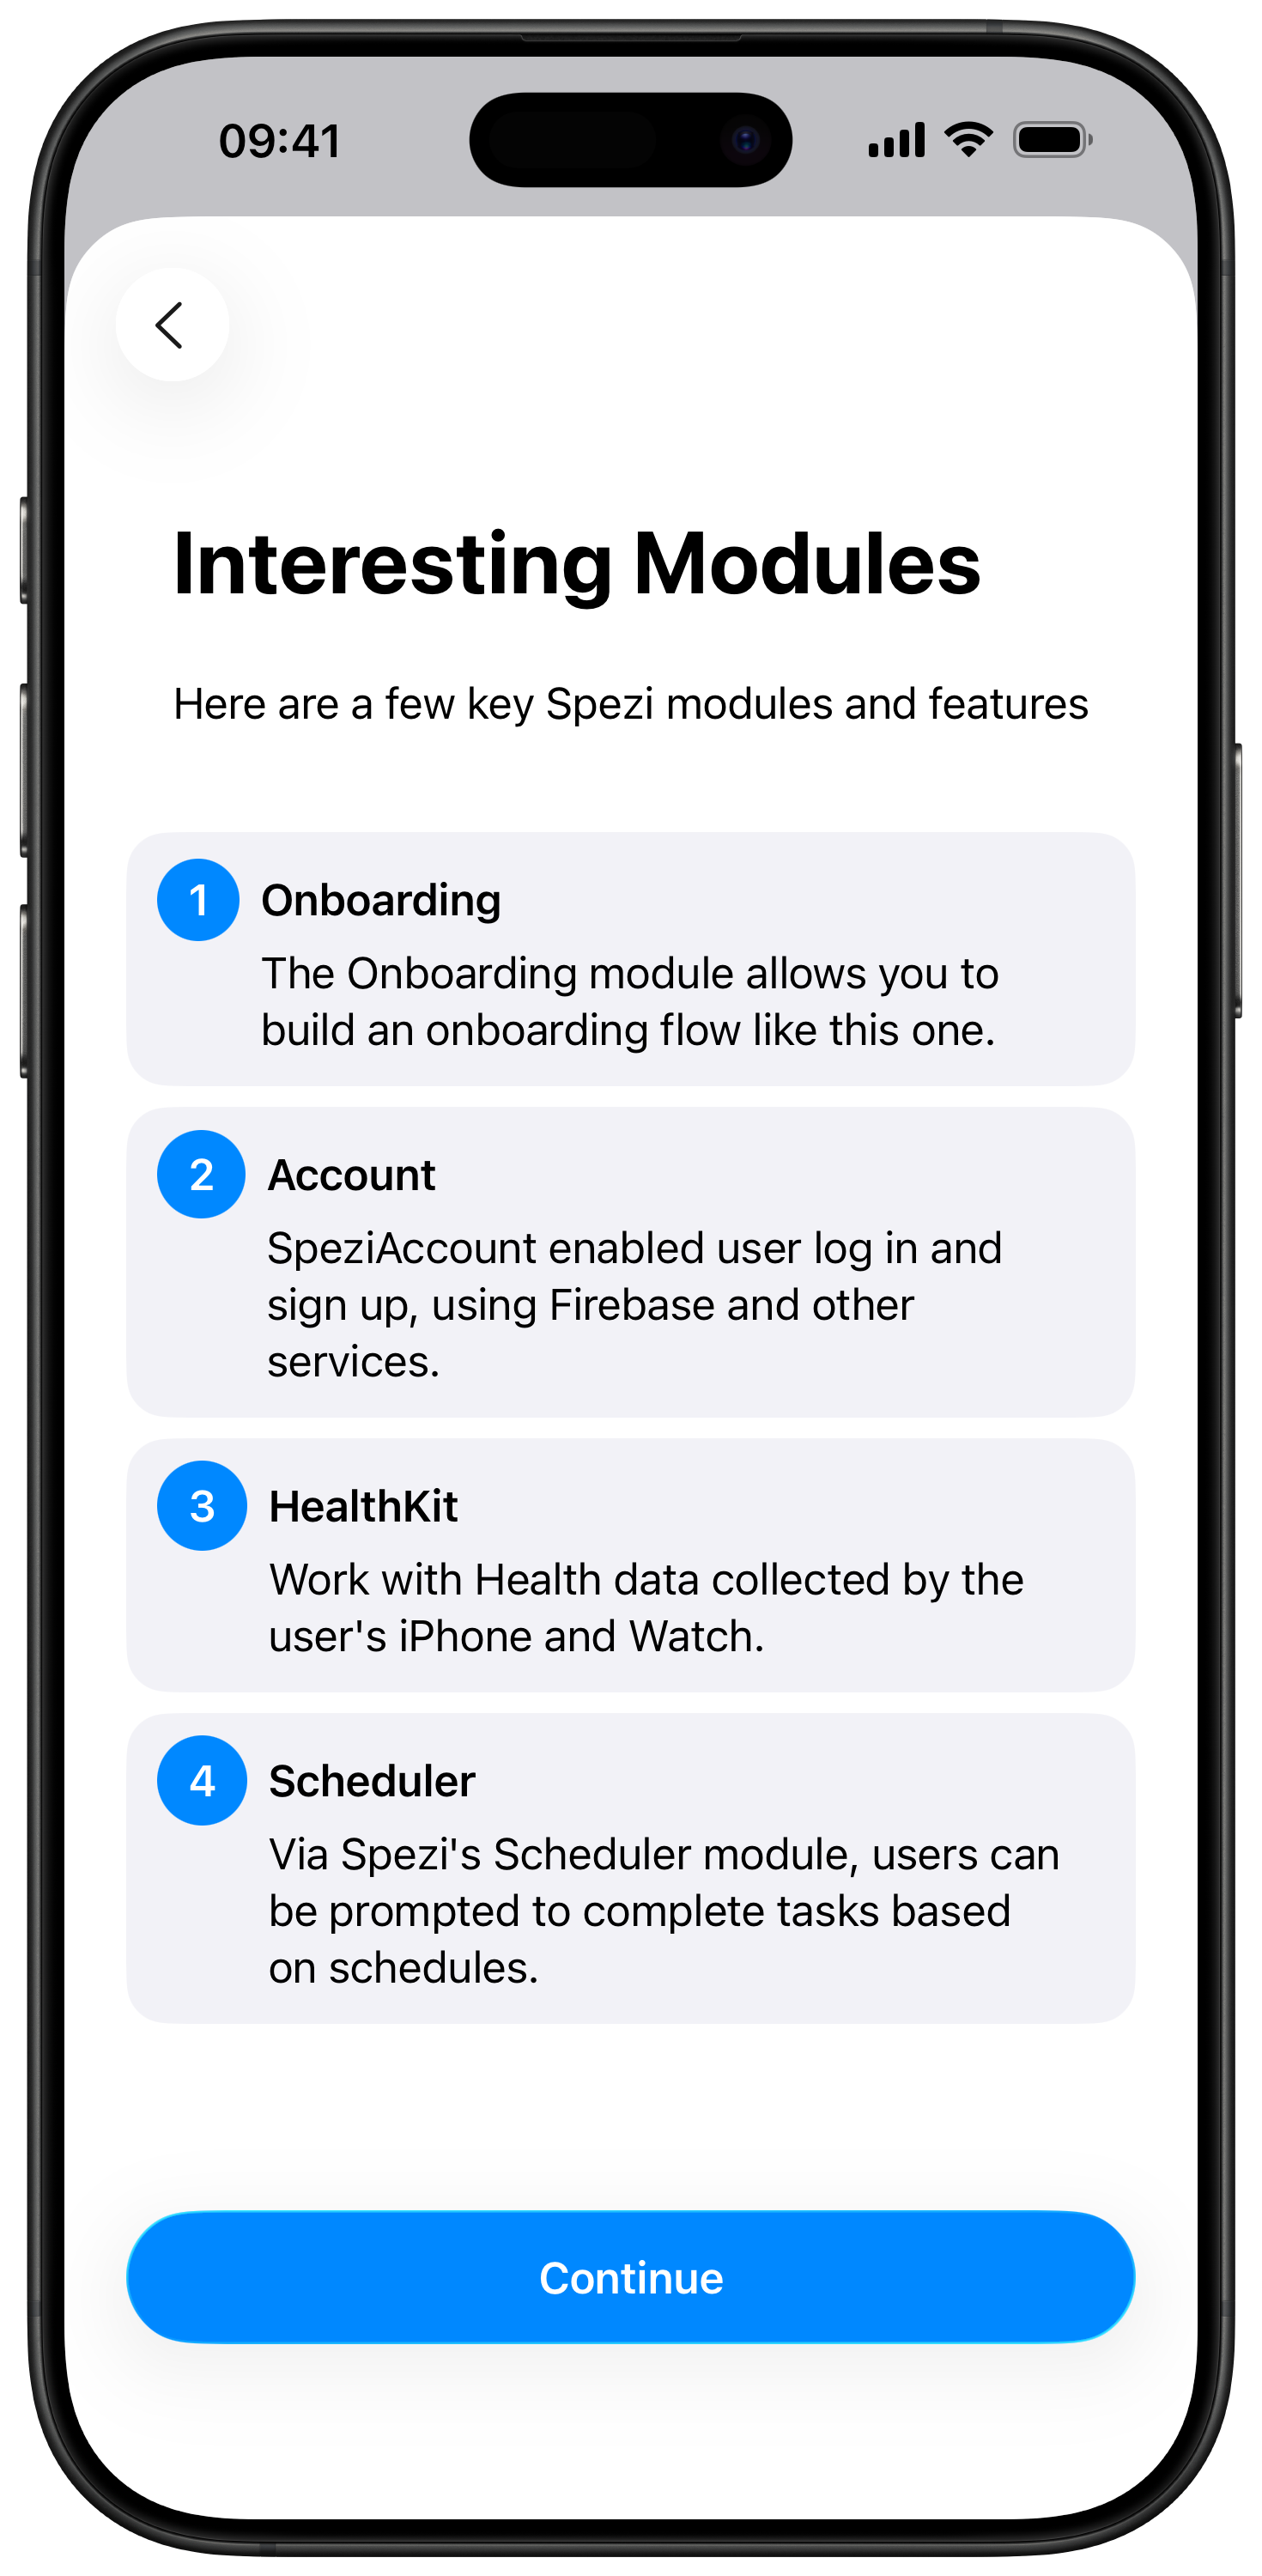 09:41
Interesting Modules
Here are a few key Spezi modules and features
1 Onboarding
The Onboarding module allows you to
build an onboarding flow like this one.
2 Account
SpeziAccount enabled user log in and
sign up, using Firebase and other
services.
3 HealthKit
Work with Health data collected by the
user's iPhone and Watch.
4 Scheduler
Via Spezi's Scheduler module, users can
be prompted to complete tasks based
on schedules.
Continue